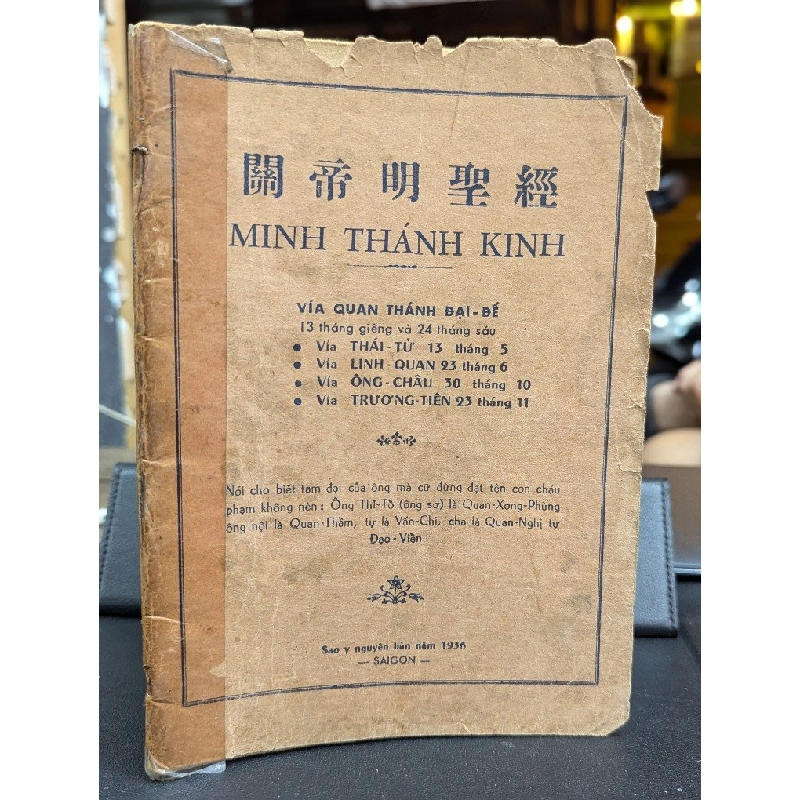 關帝明聖經
MINH THÁNH KINH
VÍA QUAN THÁNH ĐẠI-ĐẾ
13 tháng giêng và 24 tháng sáu
• Vía THÁI-TỬ 13 tháng 5
• Vía LINH-QUAN 23 tháng 6
• Vía ÔNG-CHÂU 30 tháng 10
• Vía TRƯƠNG-TIÊN 23 tháng 11
Nói cho biết tam đại của ông mà cữ đừng đặt tên con cháu
phạm không nên: Ông Thỉ-Tổ (ông sơ) là Quan-Xong-Phùng
ông nội là Quan-Thẩm, tự là Vấn-Chi, cha là Quan-Nghị tự
Đạo-Viễn
Sao y nguyên bản năm 1936
— SAIGON —